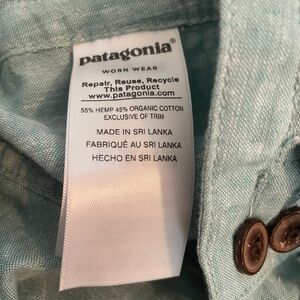 patagonia®
WORN WEAR
Repair, Reuse, Recycle
This Product
www.patagonia.com
55% HEMP 45% ORGANIC COTTON
EXCLUSIVE OF TRIM
MADE IN SRI LANKA
FABRIQUÉ AU SRI LANKA
HECHO EN SRI LANKA